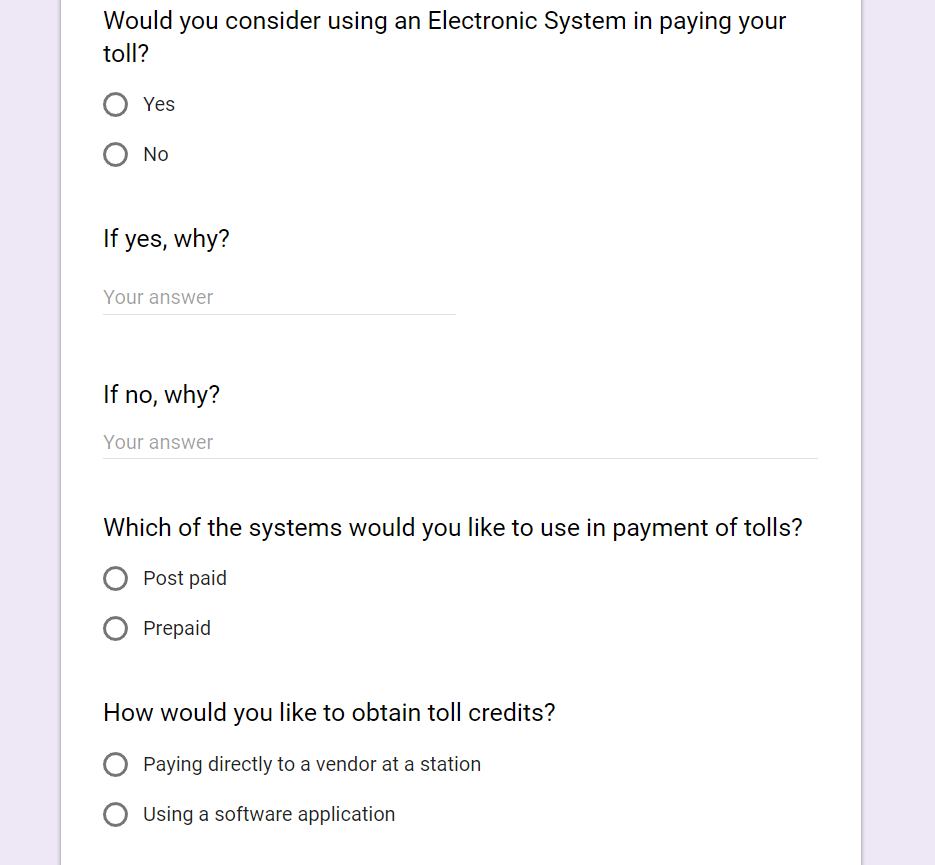 Would you consider using an Electronic System in paying your
toll?
Yes
No
If yes, why?
Your answer
If no, why?
Your answer
Which of the systems would you like to use in payment of tolls?
Post paid
Prepaid
How would you like to obtain toll credits?
Paying directly to a vendor at a station
Using a software application